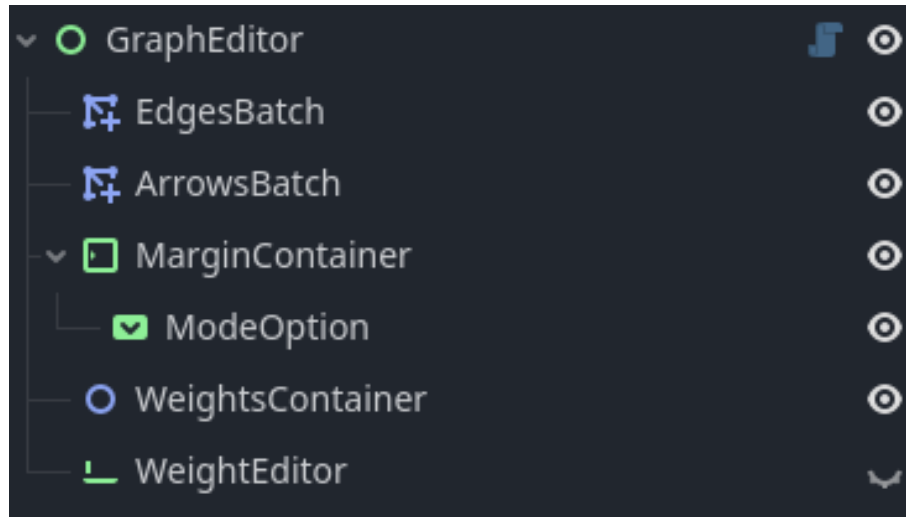 GraphEditor
EdgesBatch
ArrowsBatch
MarginContainer
ModeOption
WeightsContainer
WeightEditor